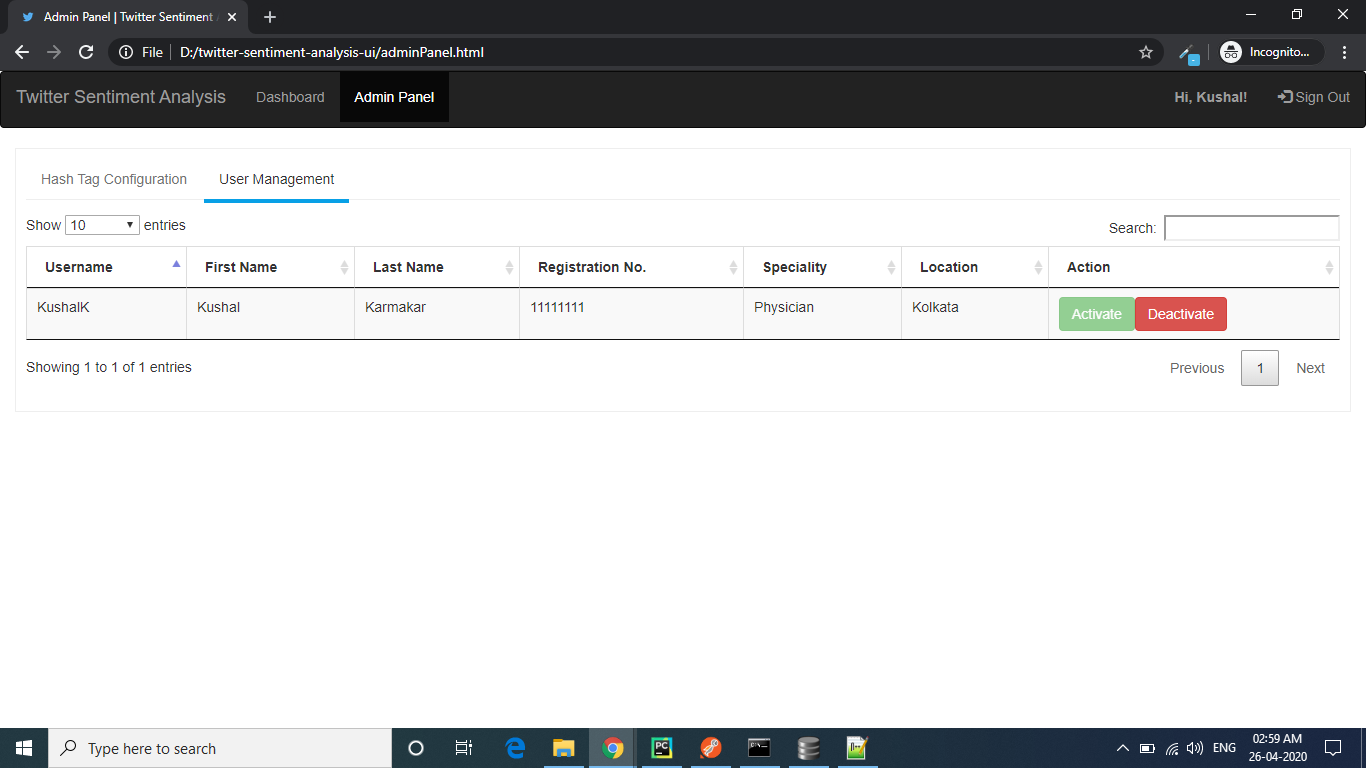 Admin Panel | Twitter Sentiment
File D:/twitter-sentiment-analysis-ui/adminPanel.html Incognito...
Twitter Sentiment Analysis Dashboard Admin Panel Hi, Kushal! Sign Out
Hash Tag Configuration User Management
Show 10 entries Search:
Username First Name Last Name Registration No. Speciality Location Action
KushalK Kushal Karmakar 11111111 Physician Kolkata Activate Deactivate
Showing 1 to 1 of 1 entries Previous 1 Next
Type here to search ENG 02:59 AM
26-04-2020